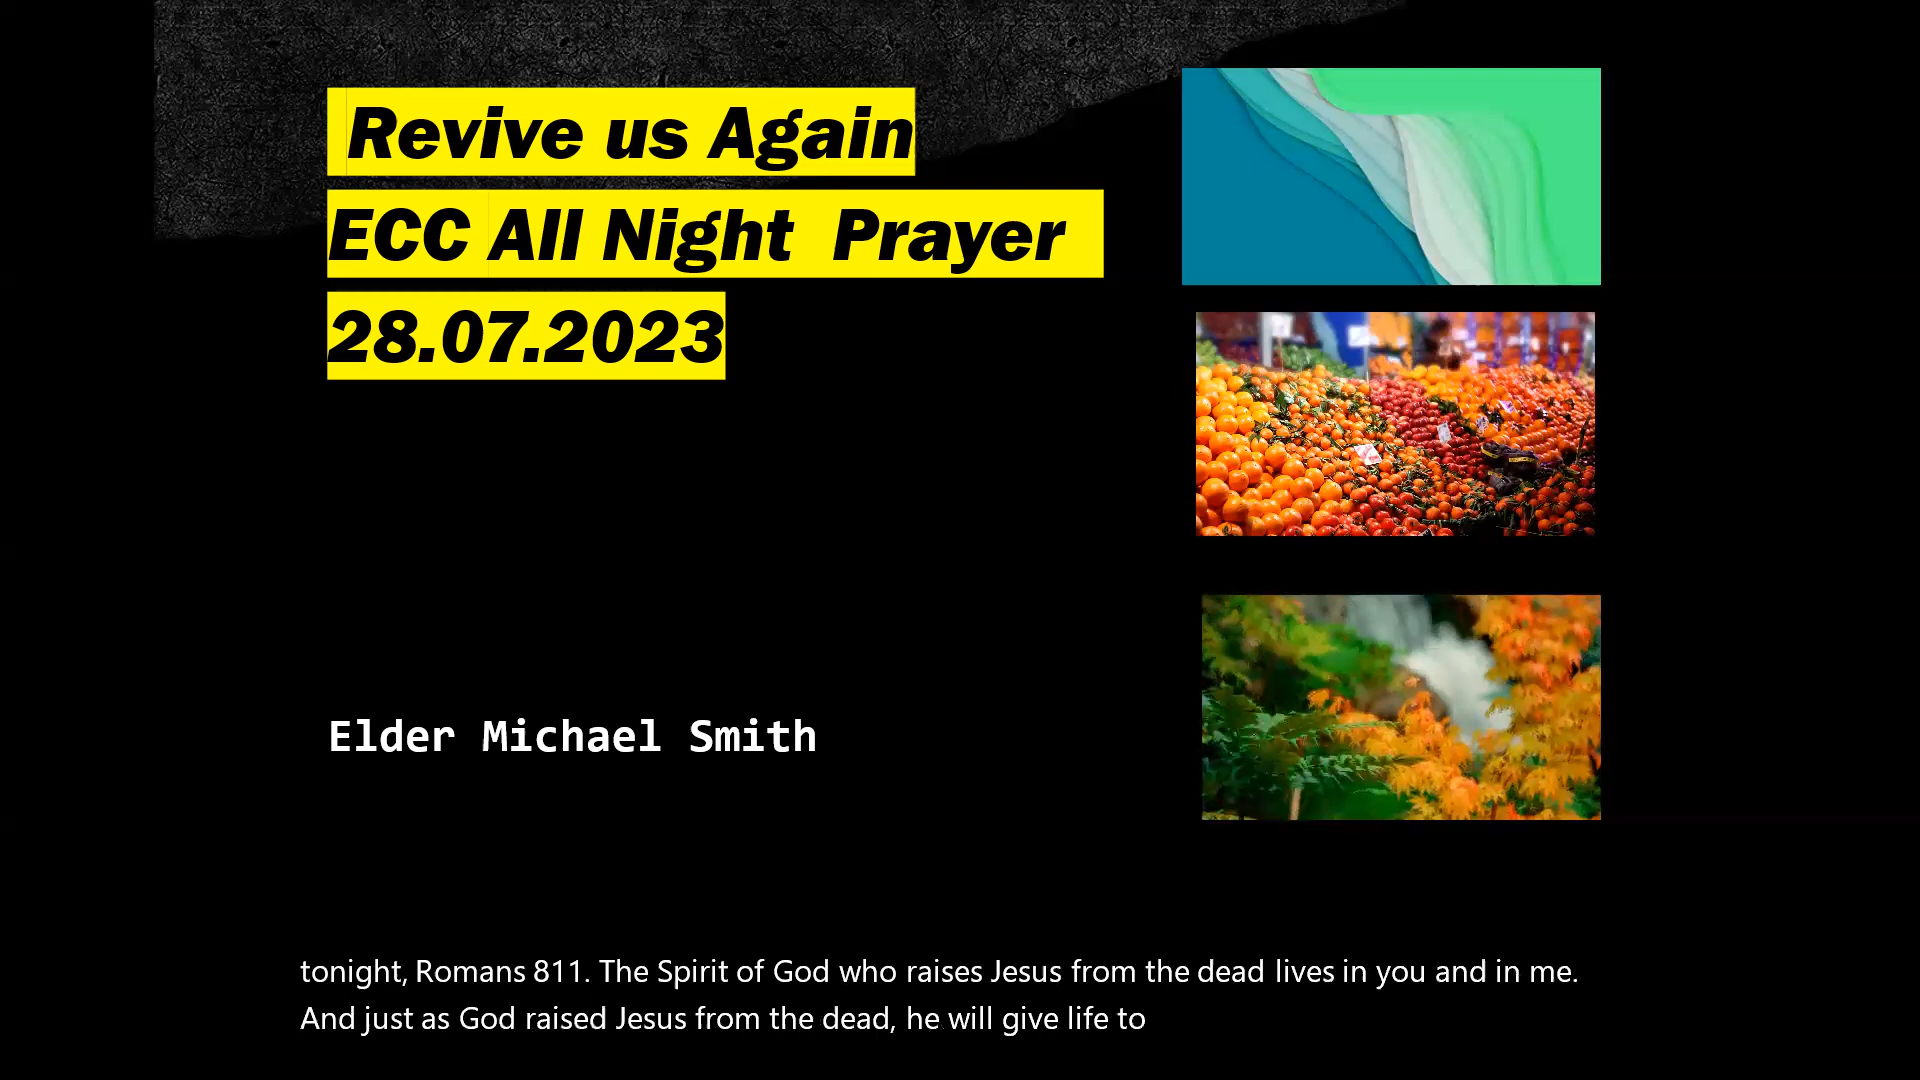 Revive us Again
ECC All Night Prayer
28.07.2023
Elder Michael Smith
tonight, Romans 811. The Spirit of God who raises Jesus from the dead lives in you and in me.
And just as God raised Jesus from the dead, he will give life to